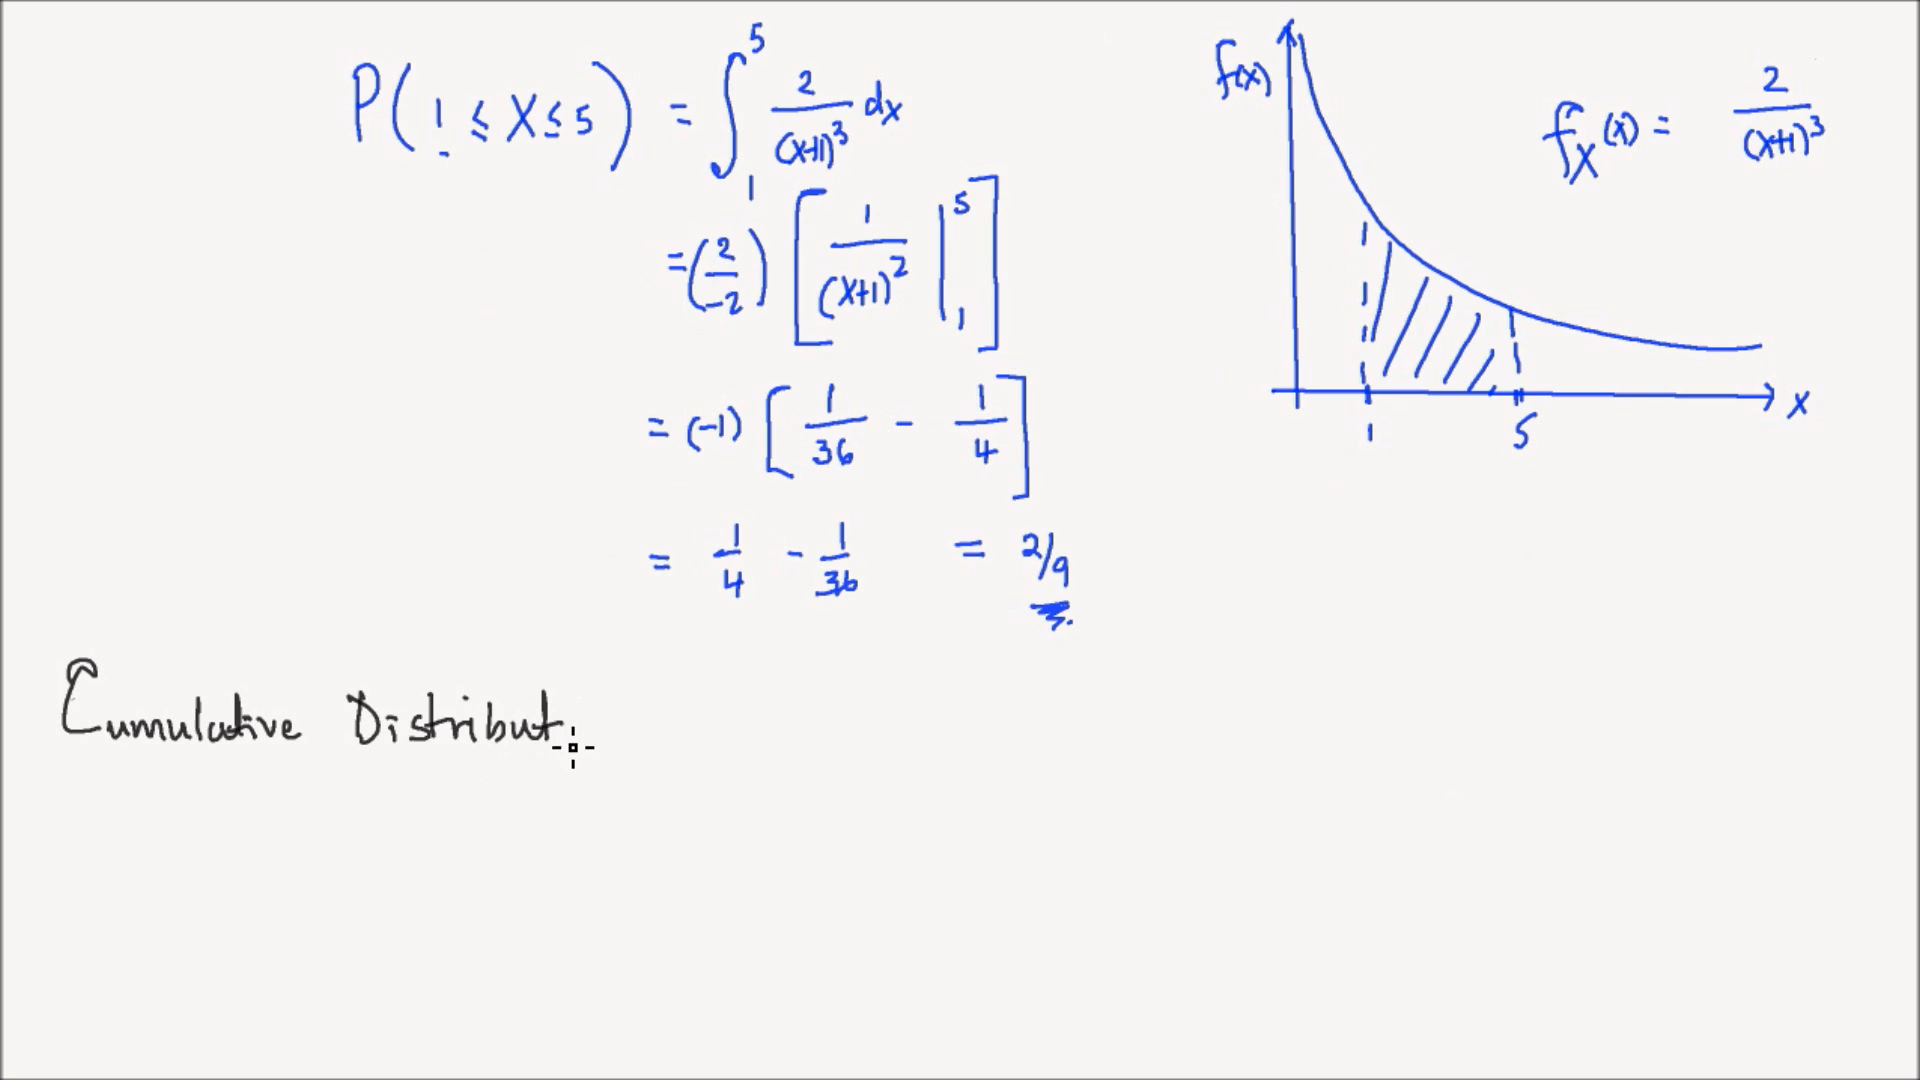 P(1 ≤ X ≤ 5) = ∫₁⁵ 2/(x+1)³ dx
= (2/-2) [ 1/(x+1)² |₁⁵ ]
= (-1) [ 1/36 - 1/4 ]
= 1/4 - 1/36 = 2/9
f(x)
f_X(x) = 2/(x+1)³
x
1 5
Cumulative Distribut